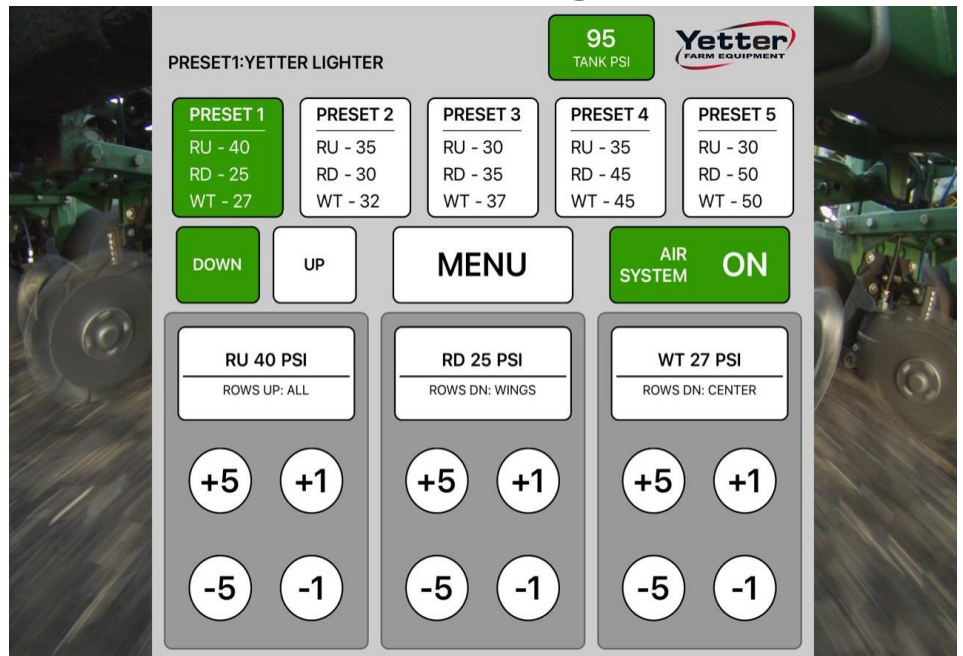 95
TANK PSI
Yetter
FARM EQUIPMENT
PRESET1:YETTER LIGHTER
PRESET 1
RU - 40
RD - 25
WT - 27
PRESET 2
RU - 35
RD - 30
WT - 32
PRESET 3
RU - 30
RD - 35
WT - 37
PRESET 4
RU - 35
RD - 45
WT - 45
PRESET 5
RU - 30
RD - 50
WT - 50
DOWN
UP
MENU
AIR
SYSTEM
ON
RU 40 PSI
ROWS UP: ALL
+5
+1
-5
-1
RD 25 PSI
ROWS DN: WINGS
+5
+1
-5
-1
WT 27 PSI
ROWS DN: CENTER
+5
+1
-5
-1